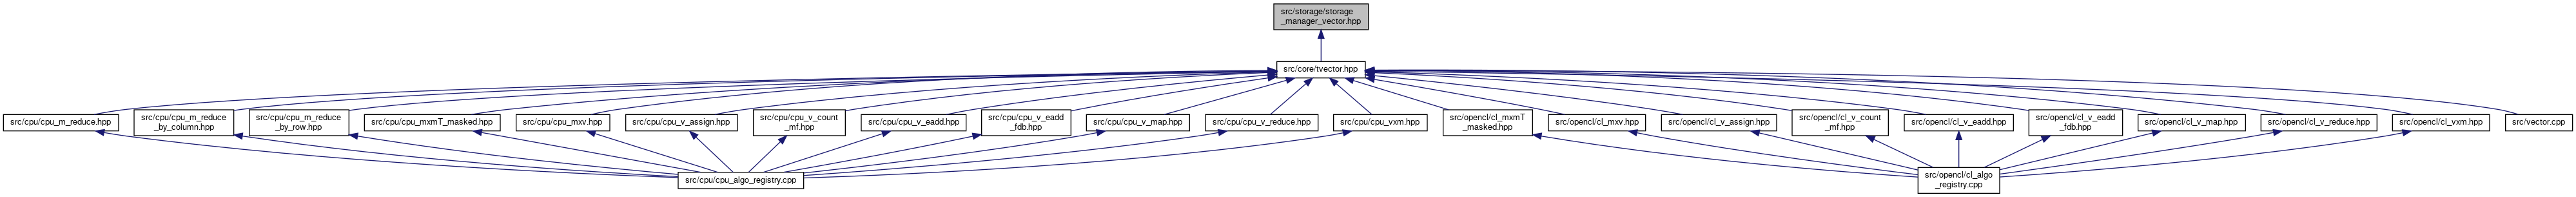 src/storage/storage
_manager_vector.hpp
src/core/tvector.hpp
src/cpu/cpu_m_reduce.hpp
src/cpu/cpu_m_reduce
_by_column.hpp
src/cpu/cpu_m_reduce
_by_row.hpp
src/cpu/cpu_mxmT_masked.hpp
src/cpu/cpu_mxv.hpp
src/cpu/cpu_v_assign.hpp
src/cpu/cpu_v_count
_mf.hpp
src/cpu/cpu_v_eadd.hpp
src/cpu/cpu_v_eadd
_fdb.hpp
src/cpu/cpu_v_map.hpp
src/cpu/cpu_v_reduce.hpp
src/cpu/cpu_vxm.hpp
src/opencl/cl_mxmT
_masked.hpp
src/opencl/cl_mxv.hpp
src/opencl/cl_v_assign.hpp
src/opencl/cl_v_count
_mf.hpp
src/opencl/cl_v_eadd.hpp
src/opencl/cl_v_eadd
_fdb.hpp
src/opencl/cl_v_map.hpp
src/opencl/cl_v_reduce.hpp
src/opencl/cl_vxm.hpp
src/vector.cpp
src/cpu/cpu_algo_registry.cpp
src/opencl/cl_algo
_registry.cpp